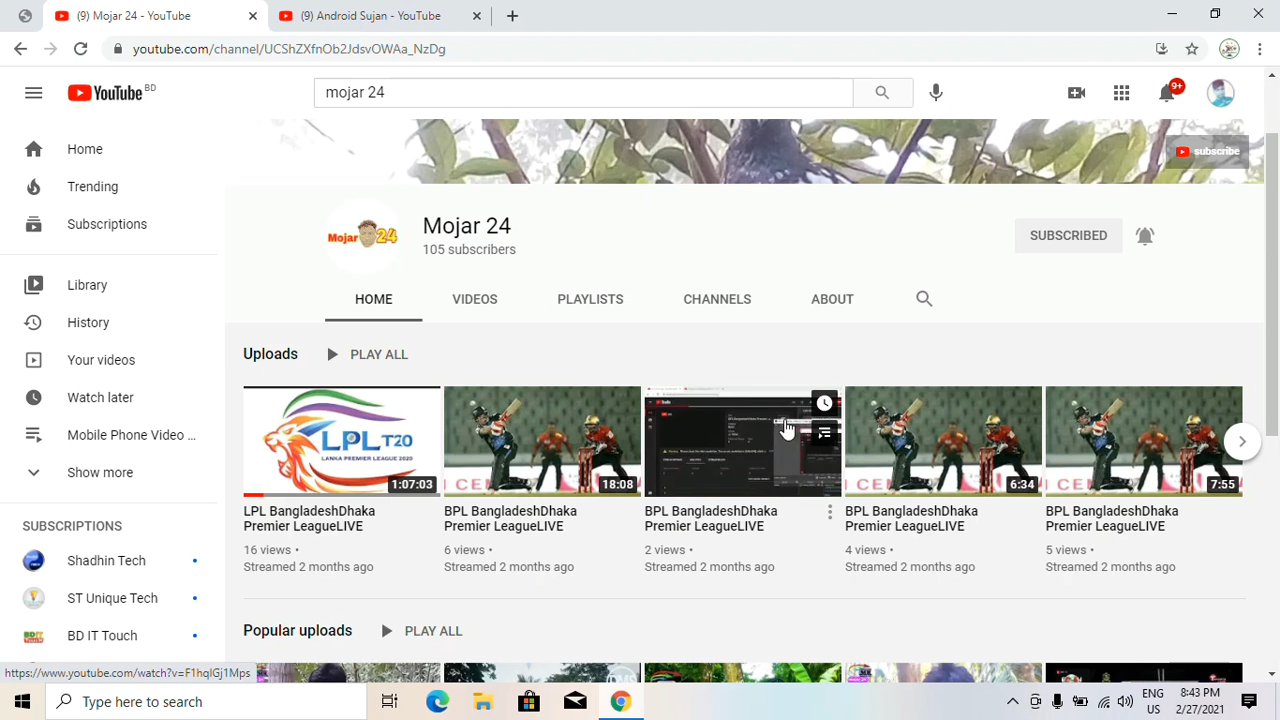 (9) Mojar 24 - YouTube
(9) Android Sujan - YouTube
youtube.com/channel/UCShZXfnOb2JdsvOWAa_NzDg
YouTube BD
mojar 24
9+
Home
Trending
Subscriptions
Library
History
Your videos
Watch later
Mobile Phone Video ...
Show more
SUBSCRIPTIONS
Shadhin Tech
ST Unique Tech
BD IT Touch
subscribe
Mojar 24
Mojar 24
105 subscribers
SUBSCRIBED
HOME VIDEOS PLAYLISTS CHANNELS ABOUT
Uploads PLAY ALL
LPL T20
LANKA PREMIER LEAGUE 2020
1:07:03
18:08
6:34
7:55
LPL BangladeshDhaka
Premier LeagueLIVE
16 views •
Streamed 2 months ago
BPL BangladeshDhaka
Premier LeagueLIVE
6 views •
Streamed 2 months ago
BPL BangladeshDhaka
Premier LeagueLIVE
2 views •
Streamed 2 months ago
BPL BangladeshDhaka
Premier LeagueLIVE
4 views •
Streamed 2 months ago
BPL BangladeshDhaka
Premier LeagueLIVE
5 views •
Streamed 2 months ago
Popular uploads PLAY ALL
https://www.youtube.com/watch?v=F1hqlGj1Mps
Type here to search
ENG
US
8:43 PM
2/27/2021